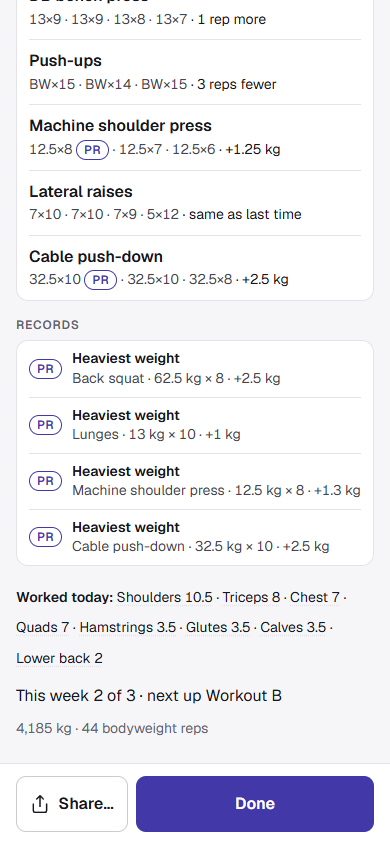 13×9 · 13×9 · 13×8 · 13×7 · 1 rep more
Push-ups
BW×15 · BW×14 · BW×15 · 3 reps fewer
Machine shoulder press
12.5×8 PR · 12.5×7 · 12.5×6 · +1.25 kg
Lateral raises
7×10 · 7×10 · 7×9 · 5×12 · same as last time
Cable push-down
32.5×10 PR · 32.5×10 · 32.5×8 · +2.5 kg
RECORDS
PR Heaviest weight
Back squat · 62.5 kg × 8 · +2.5 kg
PR Heaviest weight
Lunges · 13 kg × 10 · +1 kg
PR Heaviest weight
Machine shoulder press · 12.5 kg × 8 · +1.3 kg
PR Heaviest weight
Cable push-down · 32.5 kg × 10 · +2.5 kg
Worked today: Shoulders 10.5 · Triceps 8 · Chest 7 ·
Quads 7 · Hamstrings 3.5 · Glutes 3.5 · Calves 3.5 ·
Lower back 2
This week 2 of 3 · next up Workout B
4,185 kg · 44 bodyweight reps
Share… Done